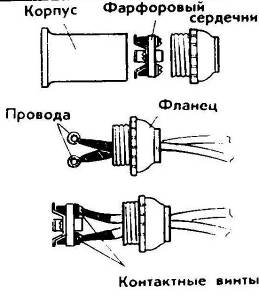 Корпус
Фарфоровый
сердечни
Фланец
Провода
Контактные винты